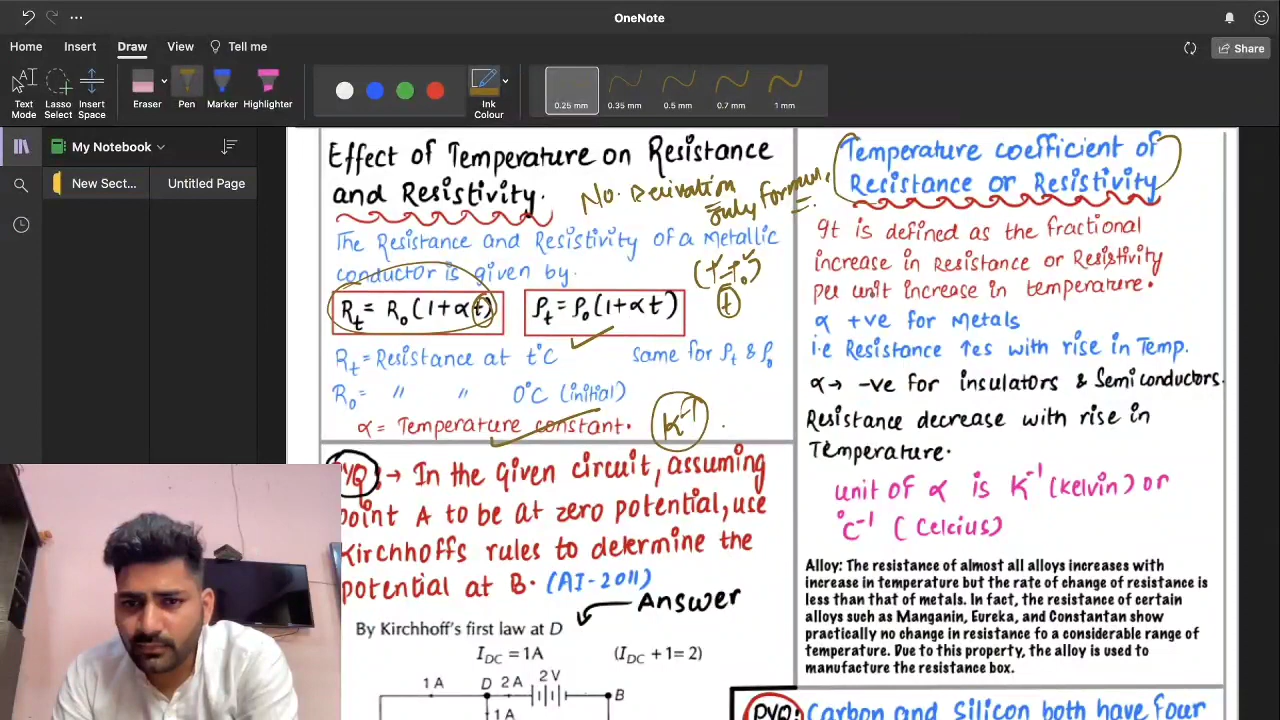 OneNote
Home Insert Draw View Tell me
Share
Text Mode
Lasso Select
Insert Space
Eraser
Pen
Marker
Highlighter
Ink Colour
0.25 mm 0.35 mm 0.5 mm 0.7 mm 1 mm
My Notebook
New Sect... Untitled Page
Effect of Temperature on Resistance
and Resistivity.
No. Derivation
only formula.
The Resistance and Resistivity of a Metallic
conductor is given by.
(t-t₀)
t
R_t = R₀(1+αt)
ρ_t = ρ₀(1+αt)
R_t = Resistance at t°C same for ρ_t & ρ₀
R₀ = " " 0°C (initial)
α = Temperature constant.
K⁻¹
PYQ:→ In the given circuit, assuming
point A to be at zero potential, use
Kirchhoffs rules to determine the
potential at B. (AI-2011)
Answer
By Kirchhoff's first law at D
I_DC = 1A (I_DC + 1= 2)
1 A D 2 A 2 V B
1 A
Temperature coefficient of
Resistance or Resistivity
It is defined as the fractional
increase in Resistance or Resistivity
per unit increase in temperature.
α +ve for Metals
i.e Resistance ↑es with rise in Temp.
α→ -ve for insulators & Semiconductors.
Resistance decrease with rise in
Temperature.
unit of α is K⁻¹ (Kelvin) or
°C⁻¹ (Celcius)
Alloy: The resistance of almost all alloys increases with
increase in temperature but the rate of change of resistance is
less than that of metals. In fact, the resistance of certain
alloys such as Manganin, Eureka, and Constantan show
practically no change in resistance fo a considerable range of
temperature. Due to this property, the alloy is used to
manufacture the resistance box.
PYQ: Carbon and Silicon both have four